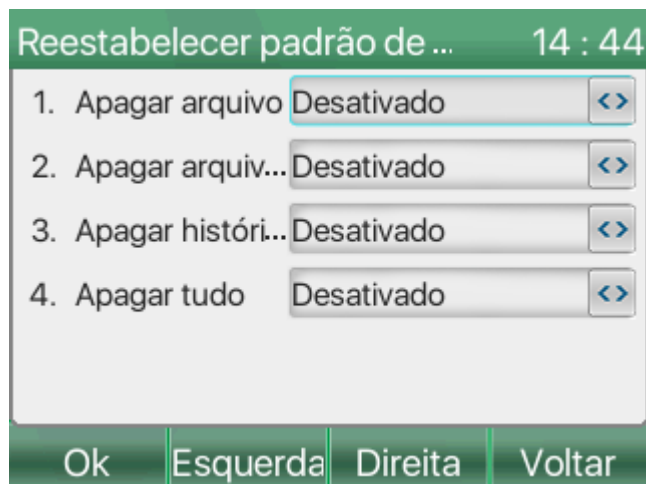 Reestabelecer padrão de ... 14 : 44
1. Apagar arquivo Desativado <>
2. Apagar arquiv... Desativado <>
3. Apagar históri... Desativado <>
4. Apagar tudo Desativado <>
Ok Esquerda Direita Voltar